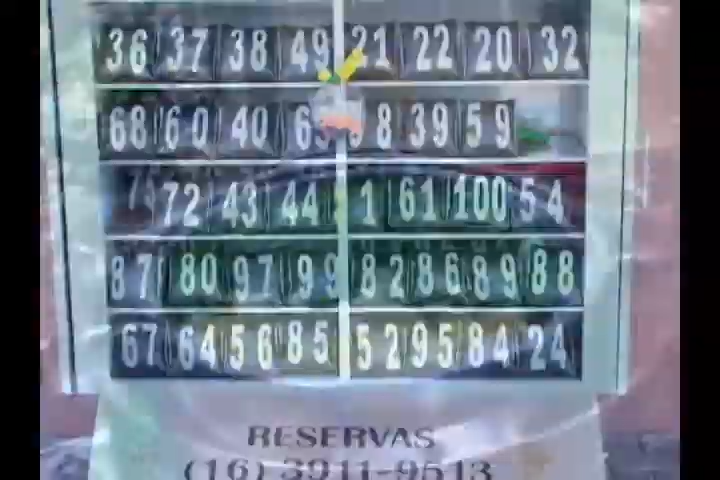 36 37 38 49 21 22 20 32
68 60 40 39 59
72 43 44 1 61 100 54
87 80 97 99 82 86 89 88
67 64 56 85 52 95 84 24
RESERVAS
(16) 3911-9513